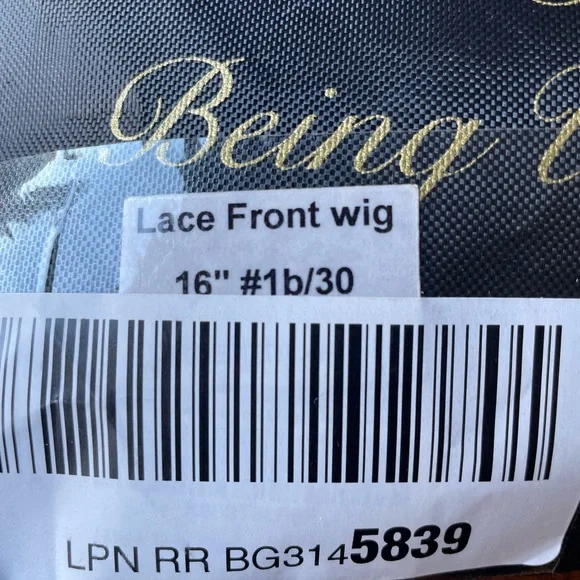 Being
Lace Front wig
16" #1b/30
LPN RR BG3145839